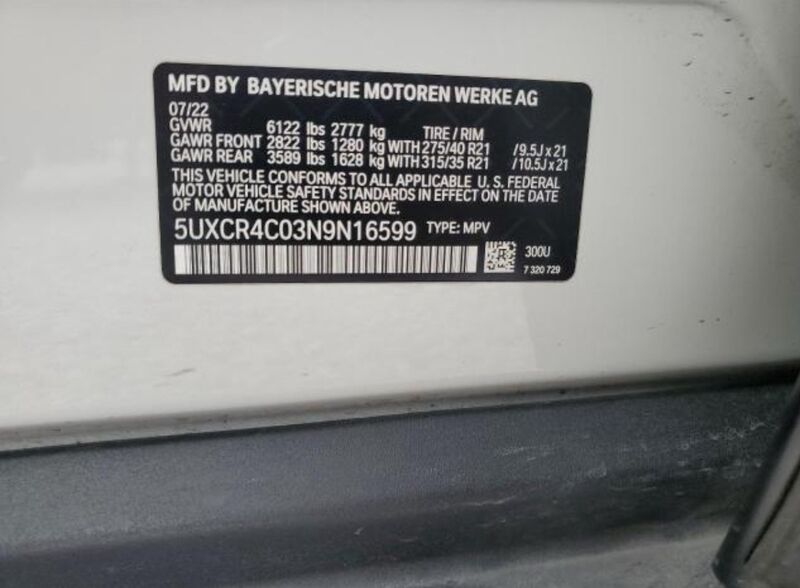 MFD BY BAYERISCHE MOTOREN WERKE AG
07/22
GVWR 6122 lbs 2777 kg TIRE / RIM
GAWR FRONT 2822 lbs 1280 kg WITH 275/40 R21 /9.5J x 21
GAWR REAR 3589 lbs 1628 kg WITH 315/35 R21 /10.5J x 21
THIS VEHICLE CONFORMS TO ALL APPLICABLE U. S. FEDERAL
MOTOR VEHICLE SAFETY STANDARDS IN EFFECT ON THE DATE
OF MANUFACTURE SHOWN ABOVE.
5UXCR4C03N9N16599 TYPE: MPV
300U
7 320 729